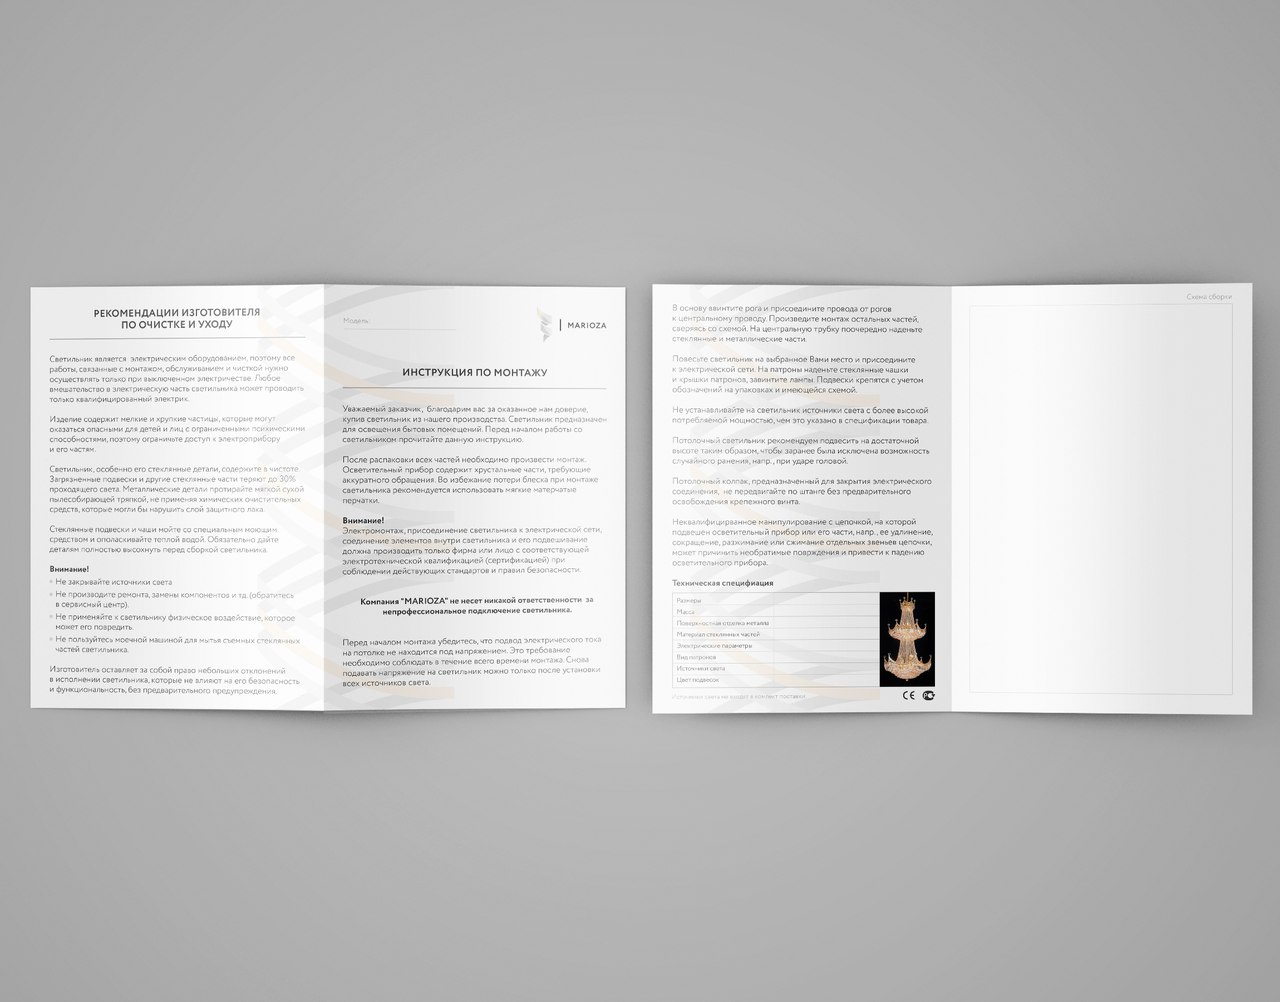 РЕКОМЕНДАЦИИ ИЗГОТОВИТЕЛЯ
ПО ОЧИСТКЕ И УХОДУ
Светильник является электрическим оборудованием, поэтому все
работы, связанные с монтажом, обслуживанием и чисткой нужно
осуществлять только при выключенном электричестве. Любое
вмешательство в электрическую часть светильника может проводить
только квалифицированный электрик.
Изделие содержит мелкие и хрупкие частицы, которые могут
оказаться опасными для детей и лиц с ограниченными психическими
способностями, поэтому ограничьте доступ к электроприбору
и его частям.
Светильник, особенно его стеклянные детали, содержите в чистоте.
Загрязненные подвески и другие стеклянные части теряют до 30%
проходящего света. Металлические детали протирайте мягкой сухой
пылесобирающей тряпкой, не применяя химических очистительных
средств, которые могли бы нарушить слой защитного лака.
Стеклянные подвески и чаши мойте со специальным моющим
средством и ополаскивайте теплой водой. Обязательно дайте
деталям полностью высохнуть перед сборкой светильника.
Внимание!
Не закрывайте источники света
Не производите ремонта, замены компонентов и тд. (обратитесь
в сервисный центр).
Не применяйте к светильнику физическое воздействие, которое
может его повредить.
Не пользуйтесь моечной машиной для мытья съемных стеклянных
частей светильника.
Изготовитель оставляет за собой право небольших отклонений
в исполнении светильника, которые не влияют на его безопасность
и функциональность, без предварительного предупреждения.
Модель:
MARIOZA
ИНСТРУКЦИЯ ПО МОНТАЖУ
Уважаемый заказчик, благодарим вас за оказанное нам доверие,
купив светильник из нашего производства. Светильник предназначен
для освещения бытовых помещений. Перед началом работы со
светильником прочитайте данную инструкцию.
После распаковки всех частей необходимо произвести монтаж.
Осветительный прибор содержит хрустальные части, требующие
аккуратного обращения. Во избежание потери блеска при монтаже
светильника рекомендуется использовать мягкие матерчатые
перчатки.
Внимание!
Электромонтаж, присоединение светильника к электрической сети,
соединение элементов внутри светильника и его подвешивание
должна производить только фирма или лицо с соответствующей
электротехнической квалификацией (сертификацией) при
соблюдении действующих стандартов и правил безопасности.
Компания "MARIOZA" не несет никакой ответственности за
непрофессиональное подключение светильника.
Перед началом монтажа убедитесь, что подвод электрического тока
на потолке не находится под напряжением. Это требование
необходимо соблюдать в течение всего времени монтажа. Снова
подавать напряжение на светильник можно только после установки
всех источников света.
В основу ввинтите рога и присоедините провода от рогов
к центральному проводу. Произведите монтаж остальных частей,
сверяясь со схемой. На центральную трубку поочередно наденьте
стеклянные и металлические части.
Повесьте светильник на выбранное Вами место и присоедините
к электрической сети. На патроны наденьте стеклянные чашки
и крышки патронов, завинтите лампы. Подвески крепятся с учетом
обозначений на упаковках и имеющейся схемой.
Не устанавливайте на светильник источники света с более высокой
потребляемой мощностью, чем это указано в спецификации товара.
Потолочный светильник рекомендуем подвесить на достаточной
высоте таким образом, чтобы заранее была исключена возможность
случайного ранения, напр., при ударе головой.
Потолочный колпак, предназначенный для закрытия электрического
соединения, не передвигайте по штанге без предварительного
освобождения крепежного винта.
Неквалифицированное манипулирование с цепочкой, на которой
подвешен осветительный прибор или его части, напр., ее удлинение,
сокращение, разжимание или сжимание отдельных звеньев цепочки,
может причинить необратимые повреждения и привести к падению
осветительного прибора.
Техническая спецификация
Размеры
Масса
Поверхностная отделка металла
Материал стеклянных частей
Электрические параметры
Вид патронов
Источники света
Цвет подвесок
Источники света не входят в комплект поставки
CE
Схема сборки